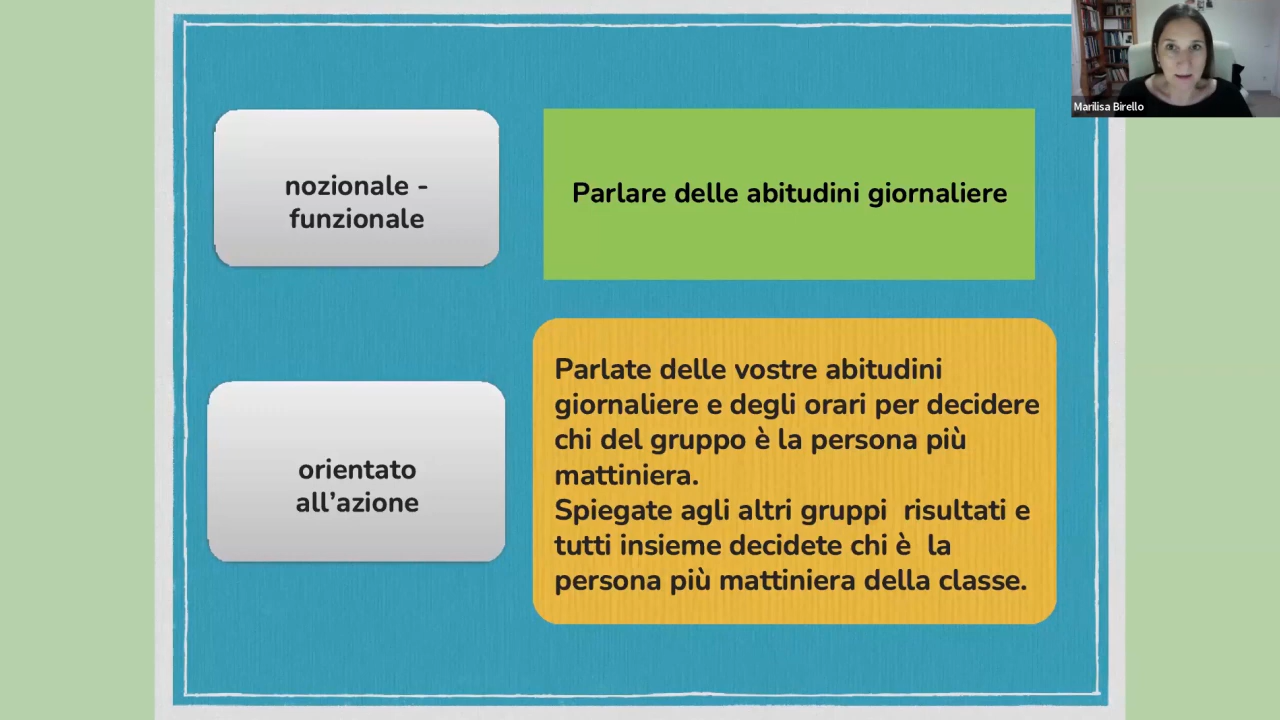 Marilisa Birello
nozionale -
funzionale
Parlare delle abitudini giornaliere
orientato
all'azione
Parlate delle vostre abitudini
giornaliere e degli orari per decidere
chi del gruppo è la persona più
mattiniera.
Spiegate agli altri gruppi  risultati e
tutti insieme decidete chi è  la
persona più mattiniera della classe.